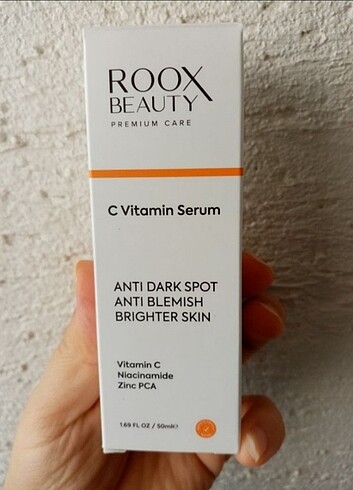 ROOX
BEAUTY
PREMIUM CARE
C Vitamin Serum
ANTI DARK SPOT
ANTI BLEMISH
BRIGHTER SKIN
Vitamin C
Niacinamide
Zinc PCA
1.69 FL OZ / 50ml℮